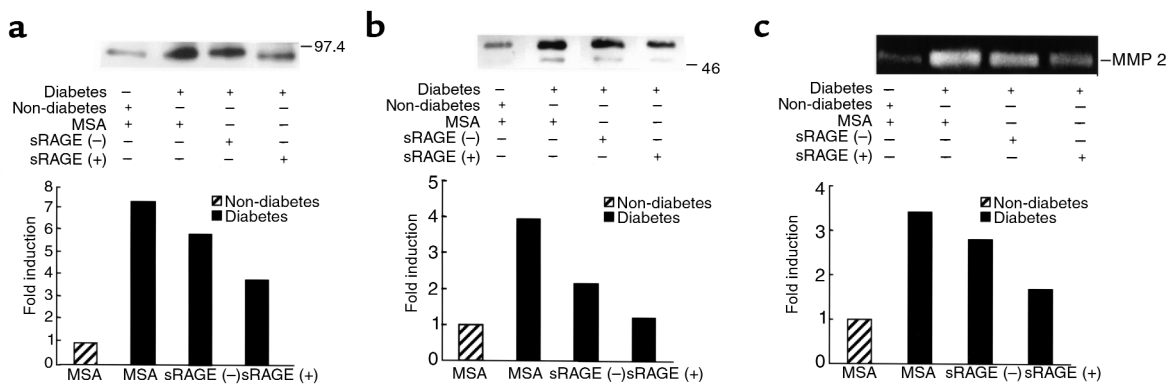 a
–97.4
Diabetes – + + +
Non-diabetes + – – –
MSA + + – –
sRAGE (–) – – + –
sRAGE (+) – – – +
8
7
6
5
4
3
2
1
0
Fold induction
Non-diabetes
Diabetes
MSA MSA sRAGE (–) sRAGE (+)
b
– 46
Diabetes – + + +
Non-diabetes + – – –
MSA + + – –
sRAGE (–) – – + –
sRAGE (+) – – – +
5
4
3
2
1
0
Fold induction
Non-diabetes
Diabetes
MSA MSA sRAGE (–) sRAGE (+)
c
–MMP 2
Diabetes – + + +
Non-diabetes + – – –
MSA + + – –
sRAGE (–) – – + –
sRAGE (+) – – – +
4
3
2
1
0
Fold induction
Non-diabetes
Diabetes
MSA MSA sRAGE (–) sRAGE (+)